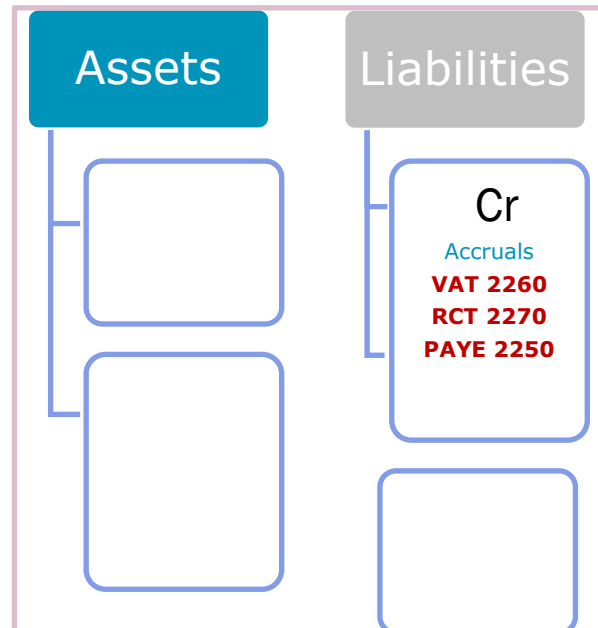 Assets
Liabilities
Cr
Accruals
VAT 2260
RCT 2270
PAYE 2250